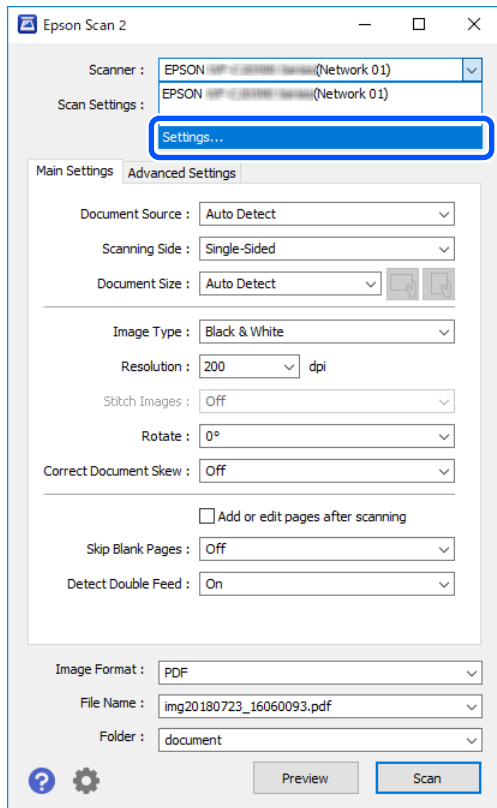 Epson Scan 2
Scanner : EPSON (Network 01)
EPSON (Network 01)
Scan Settings :
Settings...
Main Settings Advanced Settings
Document Source : Auto Detect
Scanning Side : Single-Sided
Document Size : Auto Detect
Image Type : Black & White
Resolution : 200 dpi
Stitch Images : Off
Rotate : 0°
Correct Document Skew : Off
Add or edit pages after scanning
Skip Blank Pages : Off
Detect Double Feed : On
Image Format : PDF
File Name : img20180723_16060093.pdf
Folder : document
? Preview Scan